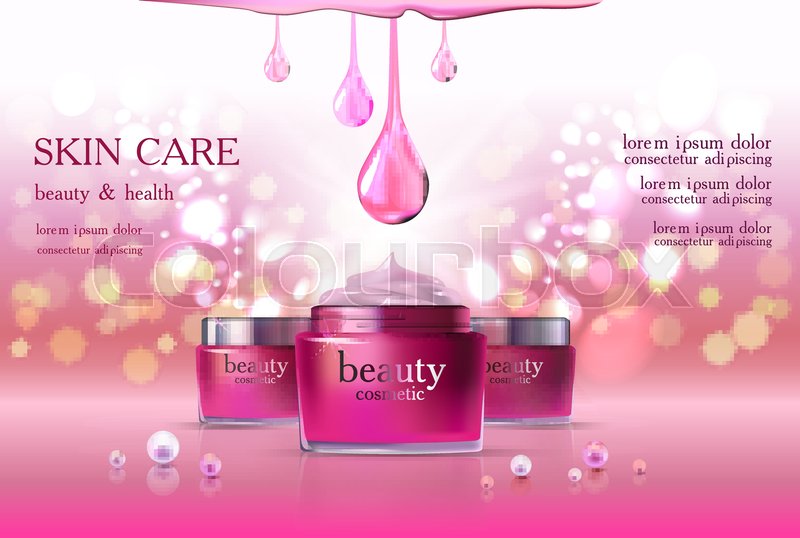 SKIN CARE
beauty & health
lorem ipsum dolor
consectetur adipiscing
lorem ipsum dolor
consectetur adipiscing
lorem ipsum dolor
consectetur adipiscing
lorem ipsum dolor
consectetur adipiscing
Colourbox
beauty
cosmetic
beauty
cosmetic
beauty
cosmetic